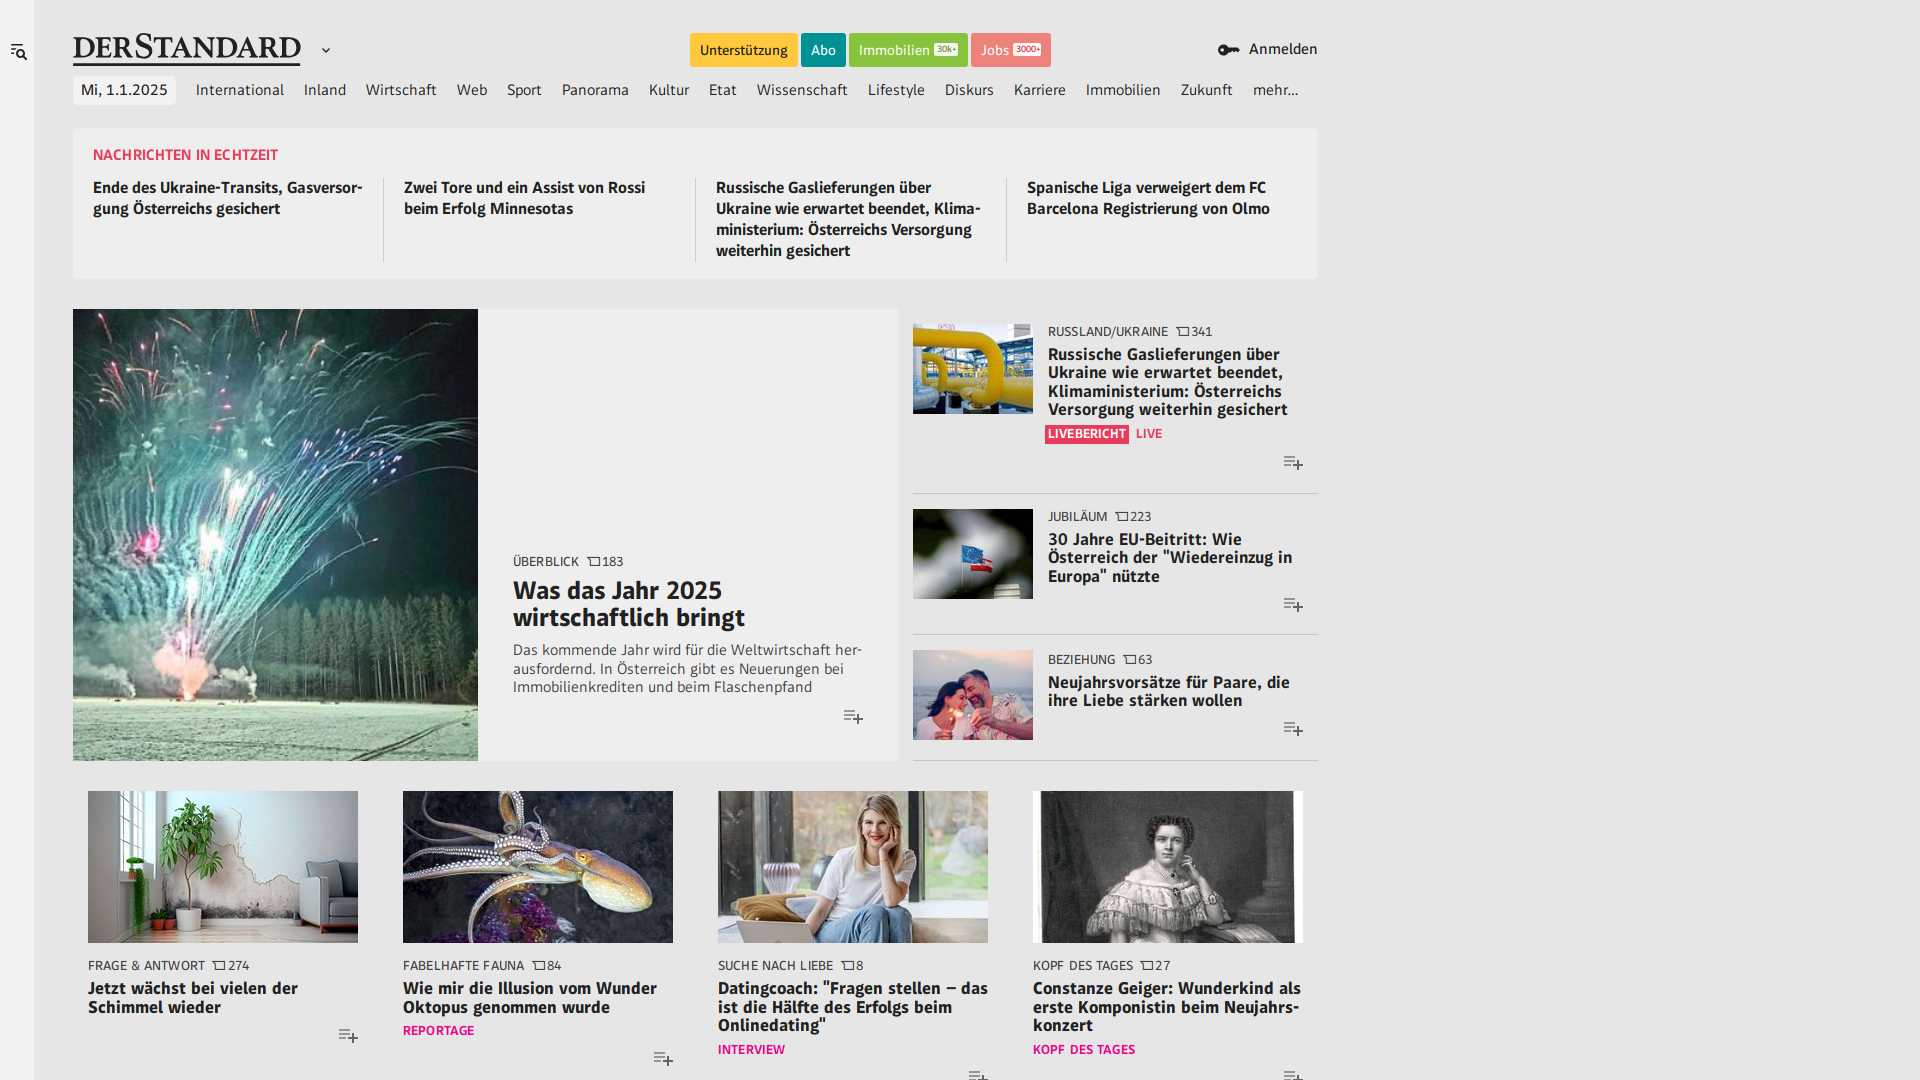 DERSTANDARD
Unterstützung
Abo
Immobilien 30k+
Jobs 3000+
Anmelden
Mi, 1.1.2025
International
Inland
Wirtschaft
Web
Sport
Panorama
Kultur
Etat
Wissenschaft
Lifestyle
Diskurs
Karriere
Immobilien
Zukunft
mehr...
NACHRICHTEN IN ECHTZEIT
Ende des Ukraine-Transits, Gasversor-
gung Österreichs gesichert
Zwei Tore und ein Assist von Rossi
beim Erfolg Minnesotas
Russische Gaslieferungen über
Ukraine wie erwartet beendet, Klima-
ministerium: Österreichs Versorgung
weiterhin gesichert
Spanische Liga verweigert dem FC
Barcelona Registrierung von Olmo
ÜBERBLICK 183
Was das Jahr 2025
wirtschaftlich bringt
Das kommende Jahr wird für die Weltwirtschaft her-
ausfordernd. In Österreich gibt es Neuerungen bei
Immobilienkrediten und beim Flaschenpfand
RUSSLAND/UKRAINE 341
Russische Gaslieferungen über
Ukraine wie erwartet beendet,
Klimaministerium: Österreichs
Versorgung weiterhin gesichert
LIVEBERICHT LIVE
JUBILÄUM 223
30 Jahre EU-Beitritt: Wie
Österreich der "Wiedereinzug in
Europa" nützte
BEZIEHUNG 63
Neujahrsvorsätze für Paare, die
ihre Liebe stärken wollen
FRAGE & ANTWORT 274
Jetzt wächst bei vielen der
Schimmel wieder
FABELHAFTE FAUNA 84
Wie mir die Illusion vom Wunder
Oktopus genommen wurde
REPORTAGE
SUCHE NACH LIEBE 8
Datingcoach: "Fragen stellen – das
ist die Hälfte des Erfolgs beim
Onlinedating"
INTERVIEW
KOPF DES TAGES 27
Constanze Geiger: Wunderkind als
erste Komponistin beim Neujahrs-
konzert
KOPF DES TAGES